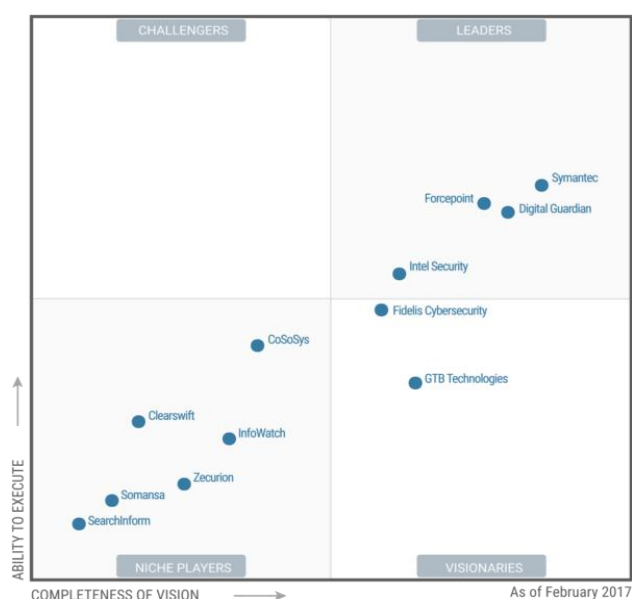 CHALLENGERS
LEADERS
Symantec
Forcepoint
Digital Guardian
Intel Security
Fidelis Cybersecurity
CoSoSys
GTB Technologies
Clearswift
InfoWatch
Zecurion
Somansa
SearchInform
NICHE PLAYERS
VISIONARIES
ABILITY TO EXECUTE
COMPLETENESS OF VISION
As of February 2017